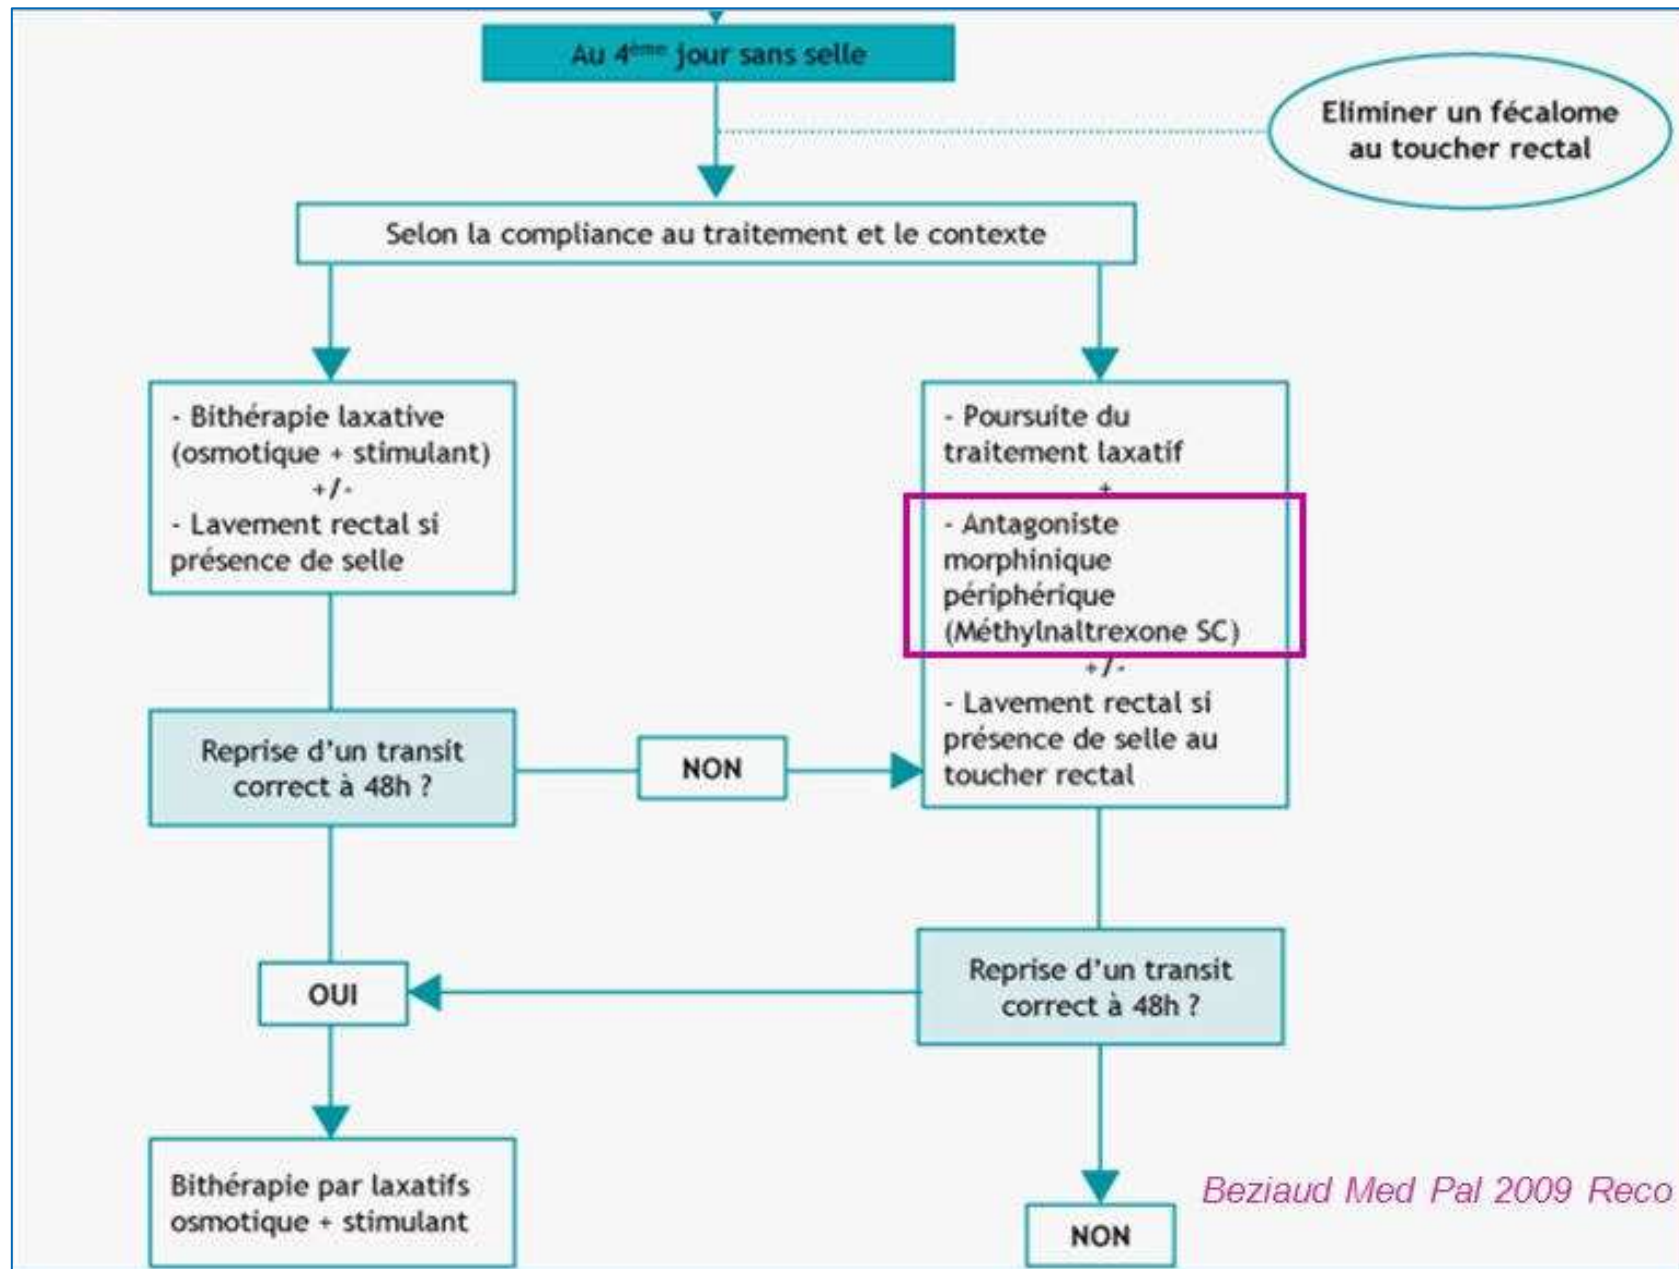 Au 4ème jour sans selle
Eliminer un fécalome
au toucher rectal
Selon la compliance au traitement et le contexte
- Bithérapie laxative
(osmotique + stimulant)
+/-
- Lavement rectal si
présence de selle
- Poursuite du
traitement laxatif
+
- Antagoniste
morphinique
périphérique
(Méthylnaltrexone SC)
+/-
- Lavement rectal si
présence de selle au
toucher rectal
Reprise d'un transit
correct à 48h ?
NON
OUI
Reprise d'un transit
correct à 48h ?
Bithérapie par laxatifs
osmotique + stimulant
NON
Beziaud Med Pal 2009 Reco